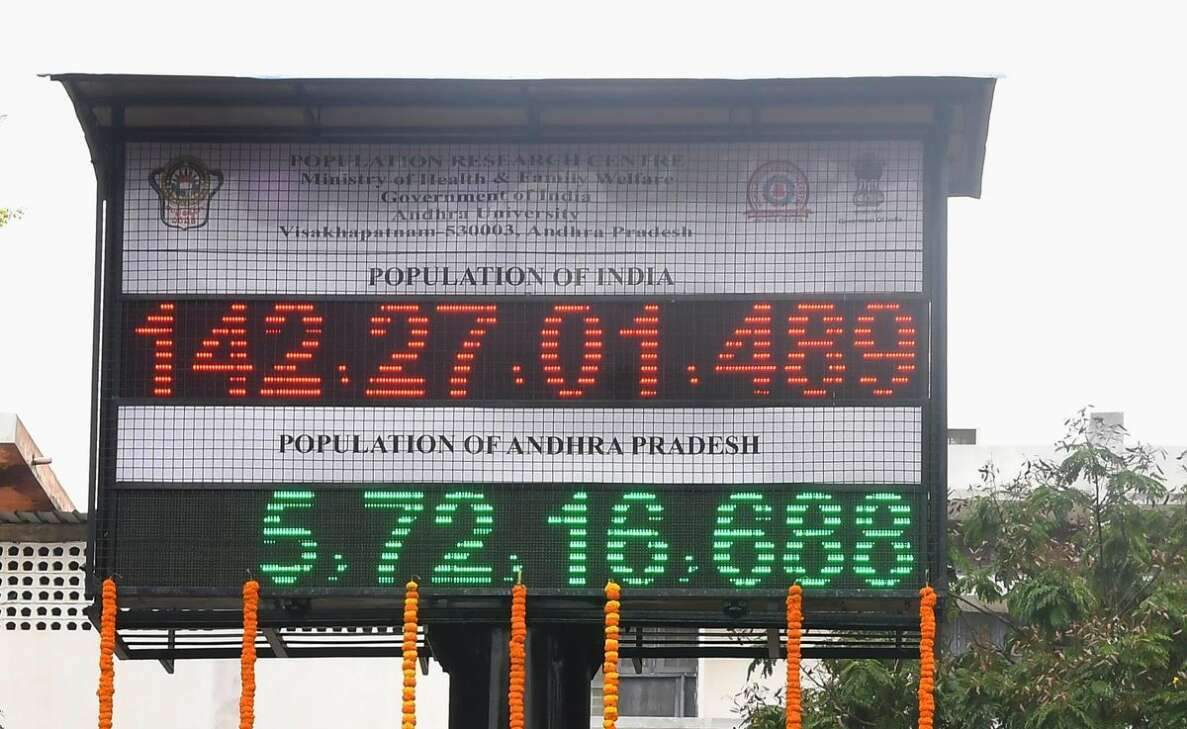 POPULATION RESEARCH CENTRE
Ministry of Health & Family Welfare
Government of India
Andhra University
Visakhapatnam-530003, Andhra Pradesh
POPULATION OF INDIA
142,27,01,489
POPULATION OF ANDHRA PRADESH
5,72,16,688